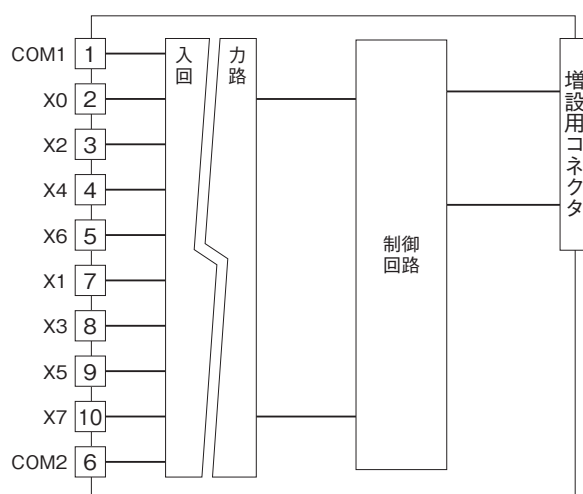 COM1 1
X0 2
X2 3
X4 4
X6 5
X1 7
X3 8
X5 9
X7 10
COM2 6
入力
回路
制御
回路
増設用コネクタ